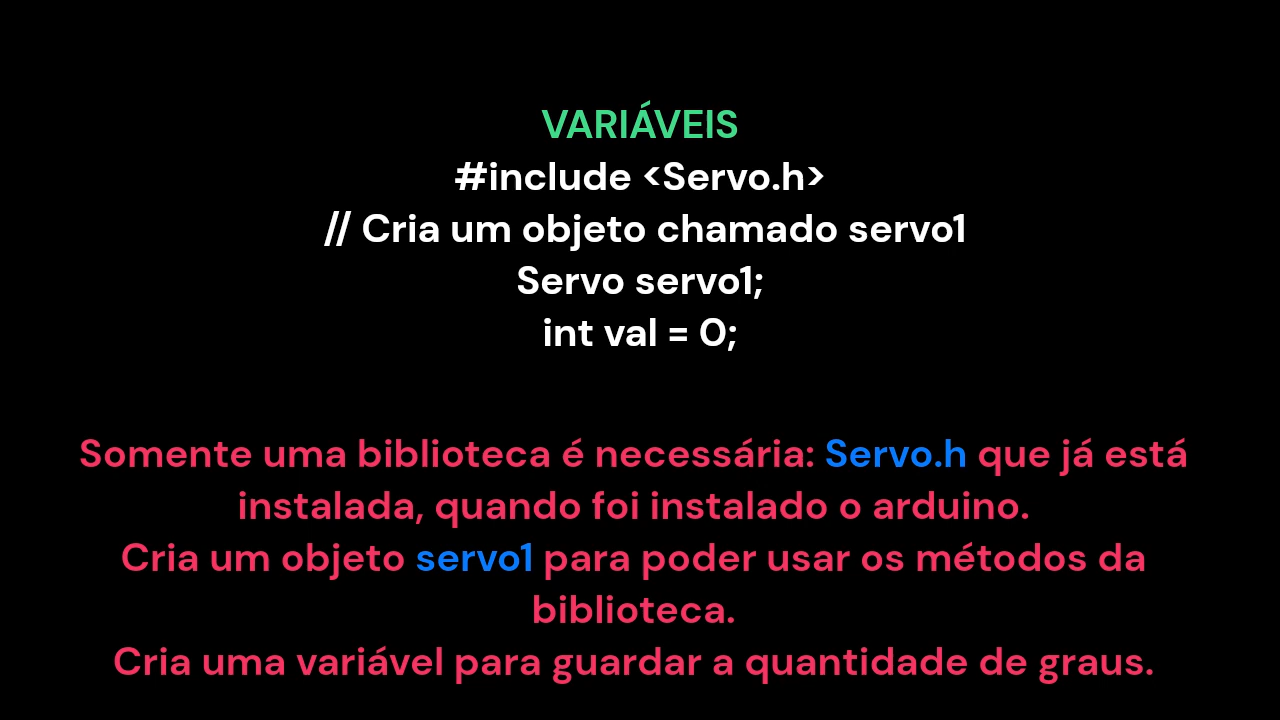 VARIÁVEIS
#include <Servo.h>
// Cria um objeto chamado servo1
Servo servo1;
int val = 0;
Somente uma biblioteca é necessária: Servo.h que já está
instalada, quando foi instalado o arduino.
Cria um objeto servo1 para poder usar os métodos da
biblioteca.
Cria uma variável para guardar a quantidade de graus.